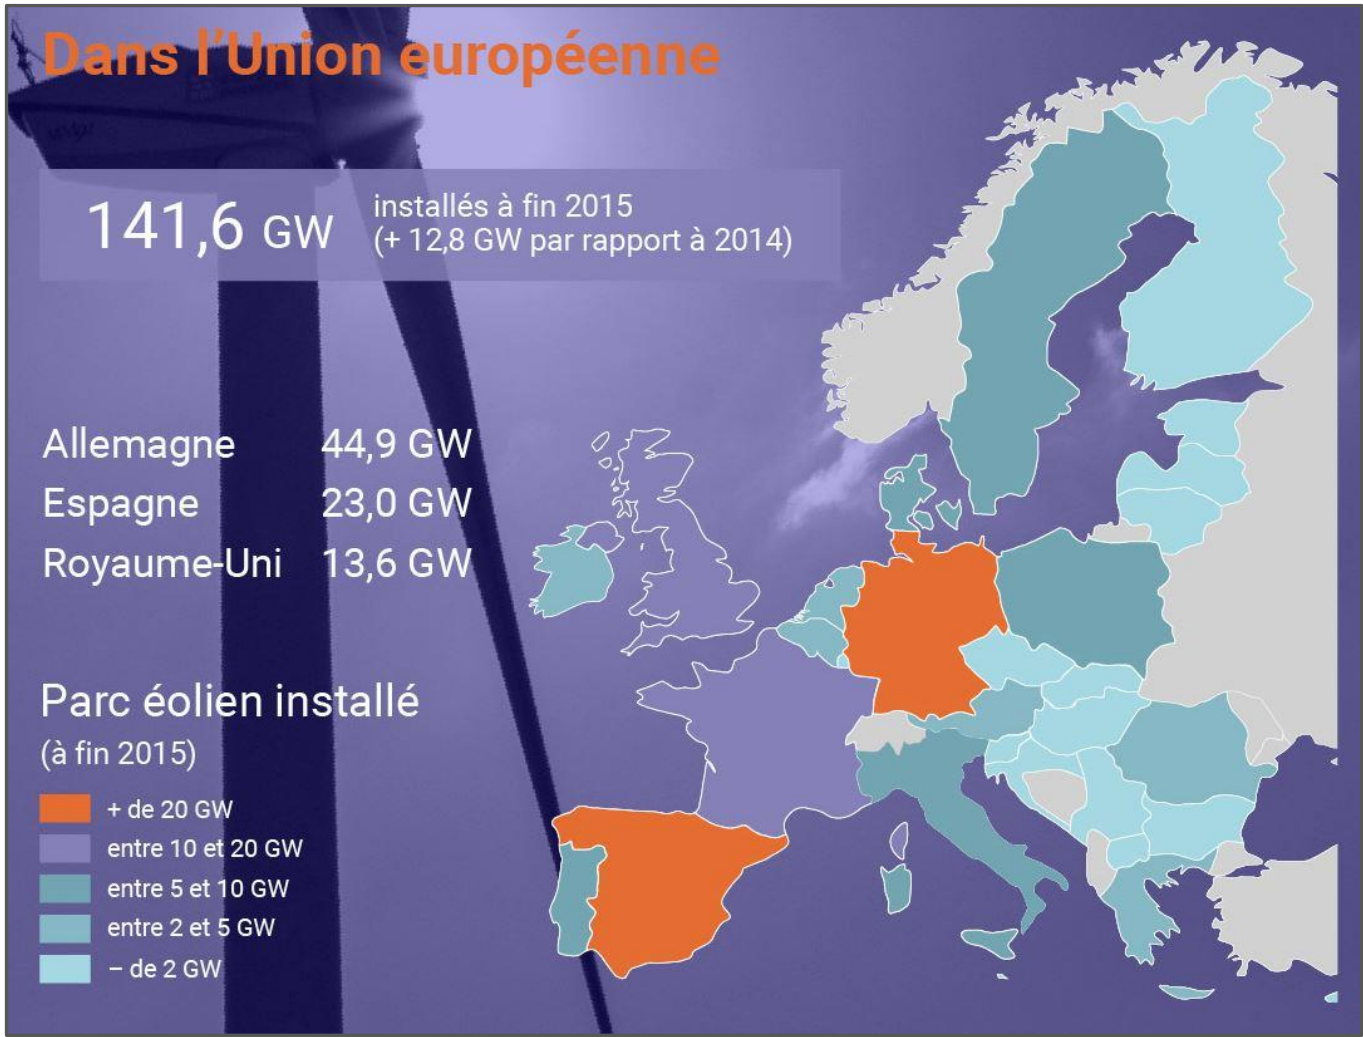 Dans l'Union européenne
141,6 GW
installés à fin 2015
(+ 12,8 GW par rapport à 2014)
Allemagne 44,9 GW
Espagne 23,0 GW
Royaume-Uni 13,6 GW
Parc éolien installé
(à fin 2015)
+ de 20 GW
entre 10 et 20 GW
entre 5 et 10 GW
entre 2 et 5 GW
– de 2 GW